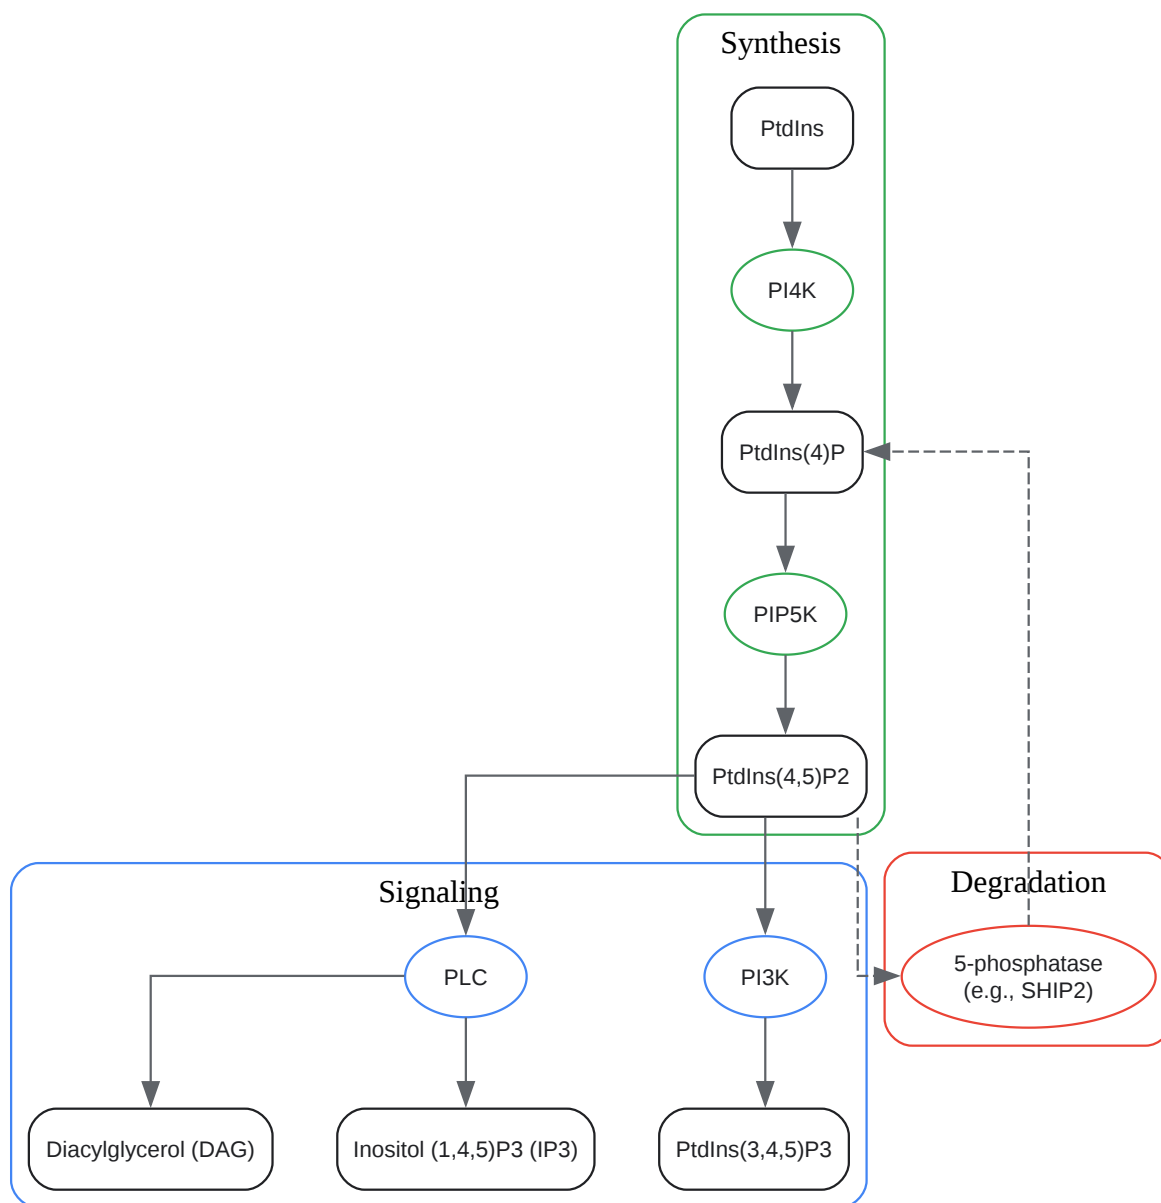 Synthesis
PtdIns
PI4K
PtdIns(4)P
PIP5K
PtdIns(4,5)P2
Signaling
Degradation
PLC
PI3K
5-phosphatase
(e.g., SHIP2)
Diacylglycerol (DAG)
Inositol (1,4,5)P3 (IP3)
PtdIns(3,4,5)P3